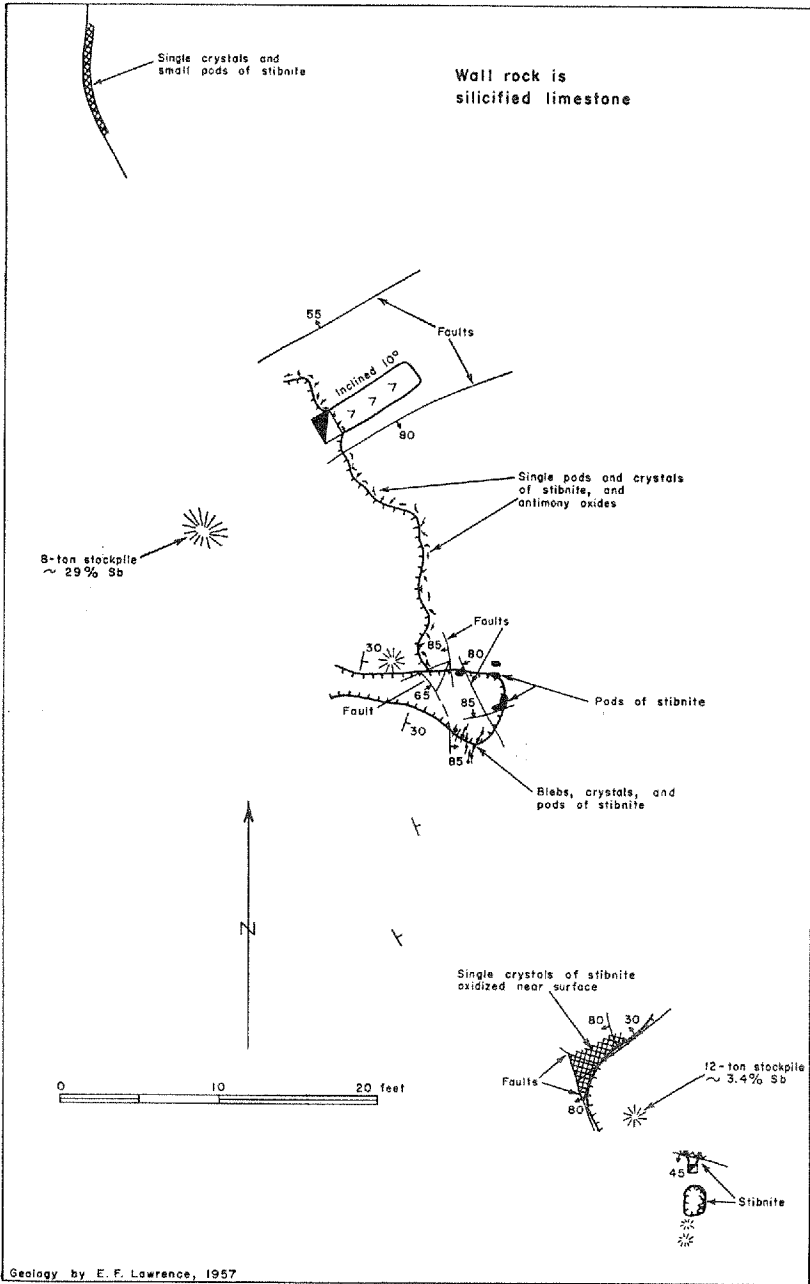 Single crystals and
small pods of stibnite
Wall rock is
silicified limestone
55
Faults
Inclined 10°
80
Single pods and crystals
of stibnite, and
antimony oxides
8-ton stockpile
~ 29% Sb
Faults
30
85
80
65
85
Fault
Pods of stibnite
30
85
Blebs, crystals, and
pods of stibnite
N
Single crystals of stibnite
oxidized near surface
80
30
12-ton stockpile
~ 3.4% Sb
Faults
80
0 10 20 feet
45
Stibnite
Geology by E. F. Lawrence, 1957